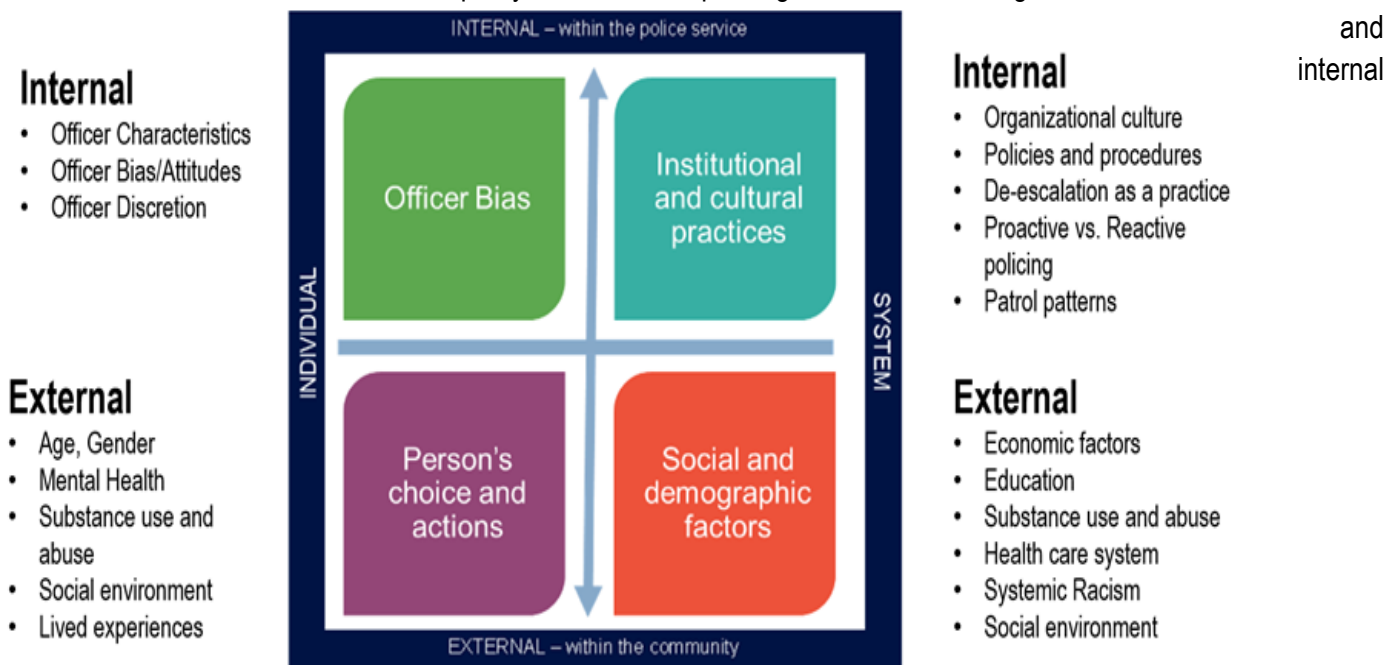 and
internal
INTERNAL – within the police service
Internal
• Officer Characteristics
• Officer Bias/Attitudes
• Officer Discretion
Officer Bias
Institutional
and cultural
practices
Internal
• Organizational culture
• Policies and procedures
• De-escalation as a practice
• Proactive vs. Reactive
policing
• Patrol patterns
INDIVIDUAL
SYSTEM
External
• Age, Gender
• Mental Health
• Substance use and
abuse
• Social environment
• Lived experiences
Person's
choice and
actions
Social and
demographic
factors
External
• Economic factors
• Education
• Substance use and abuse
• Health care system
• Systemic Racism
• Social environment
EXTERNAL – within the community